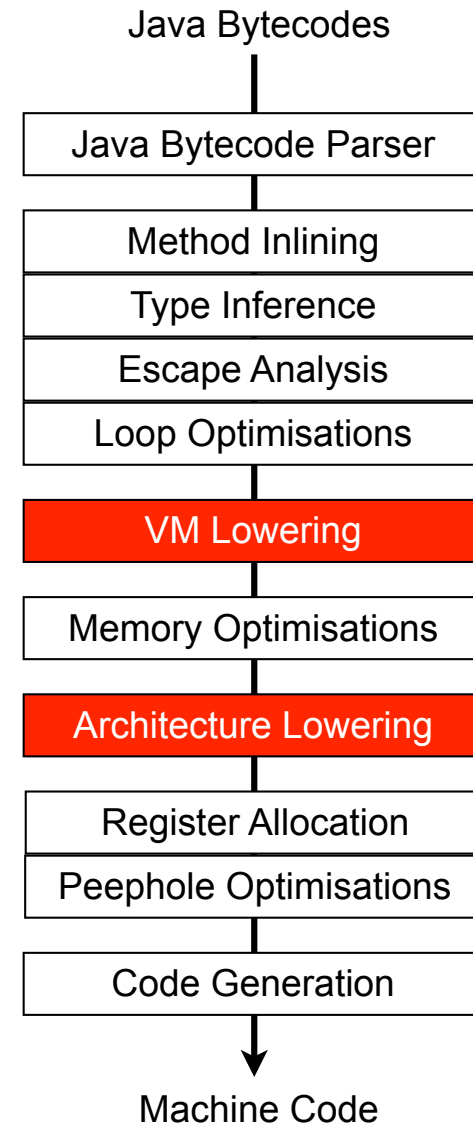 Java Bytecodes
Java Bytecode Parser
Method Inlining
Type Inference
Escape Analysis
Loop Optimisations
VM Lowering
Memory Optimisations
Architecture Lowering
Register Allocation
Peephole Optimisations
Code Generation
Machine Code